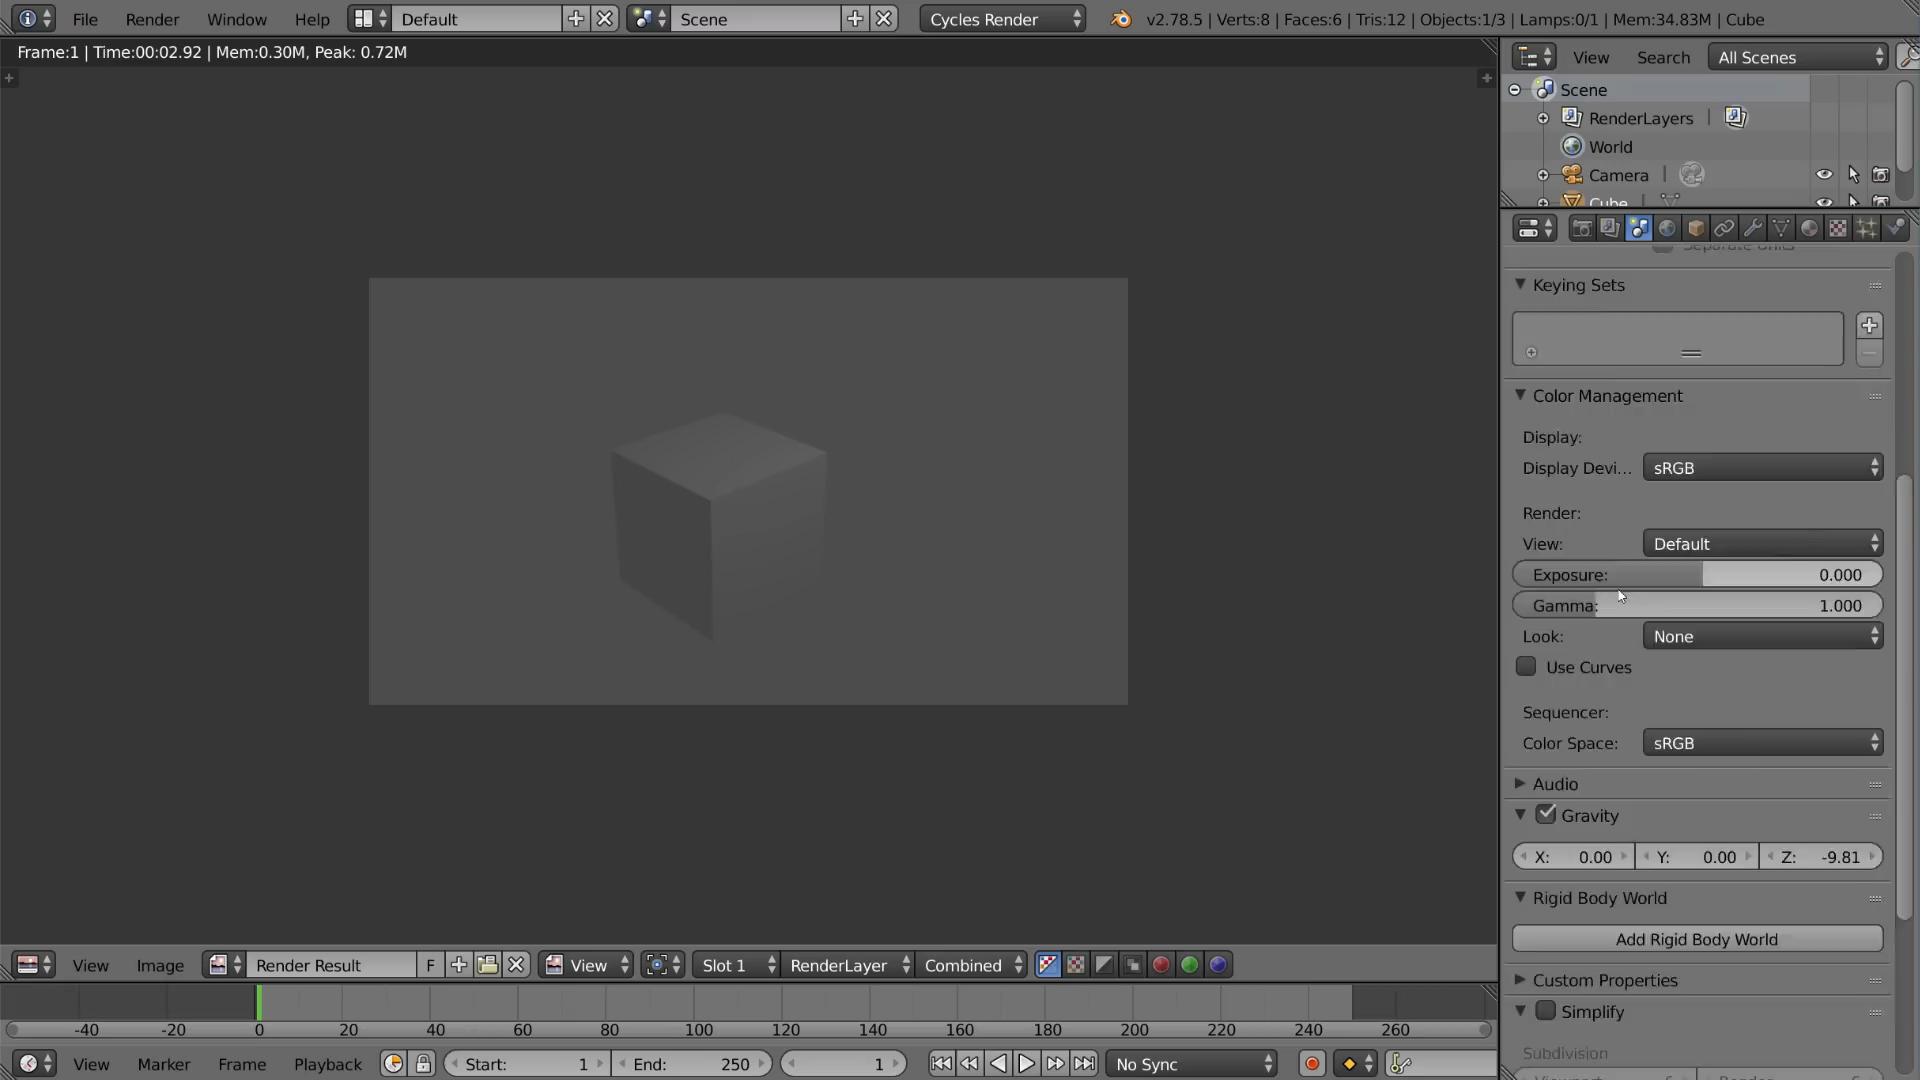 File Render Window Help Default Scene Cycles Render v2.78.5 | Verts:8 | Faces:6 | Tris:12 | Objects:1/3 | Lamps:0/1 | Mem:34.83M | Cube
Frame:1 | Time:00:02.92 | Mem:0.30M, Peak: 0.72M
View Search All Scenes
Scene
RenderLayers
World
Camera
Cube
Separate Units
Keying Sets
Color Management
Display:
Display Devi... sRGB
Render:
View: Default
Exposure: 0.000
Gamma: 1.000
Look: None
Use Curves
Sequencer:
Color Space: sRGB
Audio
Gravity
X: 0.00 Y: 0.00 Z: -9.81
Rigid Body World
Add Rigid Body World
Custom Properties
Simplify
Subdivision
View Image Render Result F View Slot 1 RenderLayer Combined
-40 -20 0 20 40 60 80 100 120 140 160 180 200 220 240 260
View Marker Frame Playback Start: 1 End: 250 1 No Sync